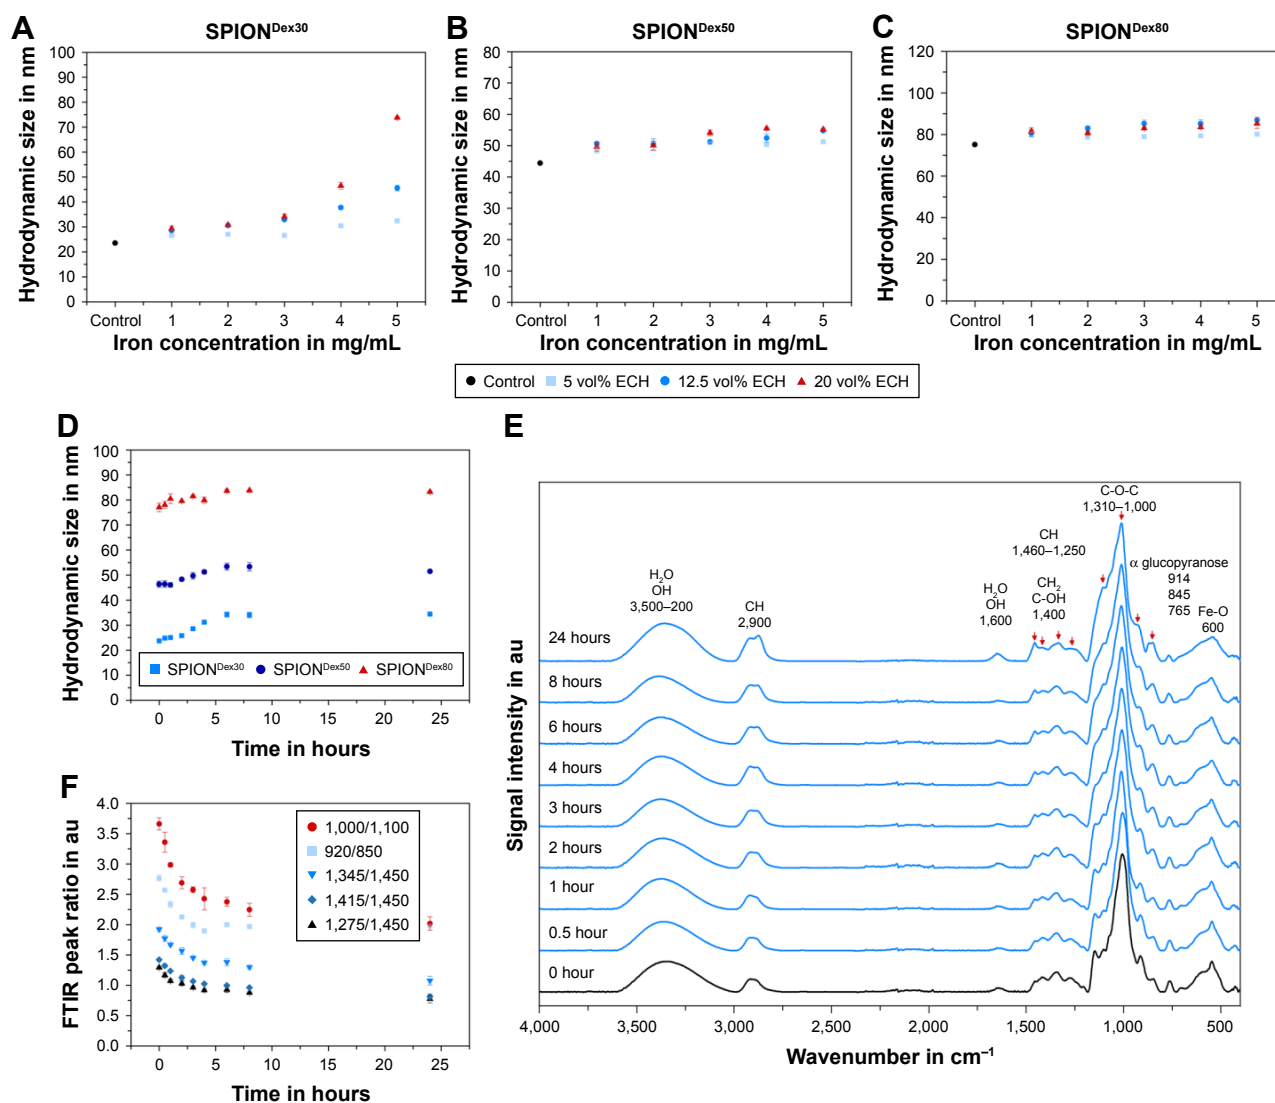 A
SPION^Dex30
Hydrodynamic size in nm
100
90
80
70
60
50
40
30
20
10
0
Control 1 2 3 4 5
Iron concentration in mg/mL
B
SPION^Dex50
Hydrodynamic size in nm
80
70
60
50
40
30
20
10
0
Control 1 2 3 4 5
Iron concentration in mg/mL
C
SPION^Dex80
Hydrodynamic size in nm
120
100
80
60
40
20
0
Control 1 2 3 4 5
Iron concentration in mg/mL
Control 5 vol% ECH 12.5 vol% ECH 20 vol% ECH
D
Hydrodynamic size in nm
100
90
80
70
60
50
40
30
20
10
0
SPION^Dex30 SPION^Dex50 SPION^Dex80
0 5 10 15 20 25
Time in hours
E
Signal intensity in au
H₂O
OH
3,500–200
CH
2,900
H₂O
OH
1,600
CH
1,460–1,250
CH₂
C-OH
1,400
C-O-C
1,310–1,000
α glucopyranose
914
845
765
Fe-O
600
24 hours
8 hours
6 hours
4 hours
3 hours
2 hours
1 hour
0.5 hour
0 hour
4,000 3,500 3,000 2,500 2,000 1,500 1,000 500
Wavenumber in cm⁻¹
F
FTIR peak ratio in au
4.0
3.5
3.0
2.5
2.0
1.5
1.0
0.5
0.0
1,000/1,100
920/850
1,345/1,450
1,415/1,450
1,275/1,450
0 5 10 15 20 25
Time in hours